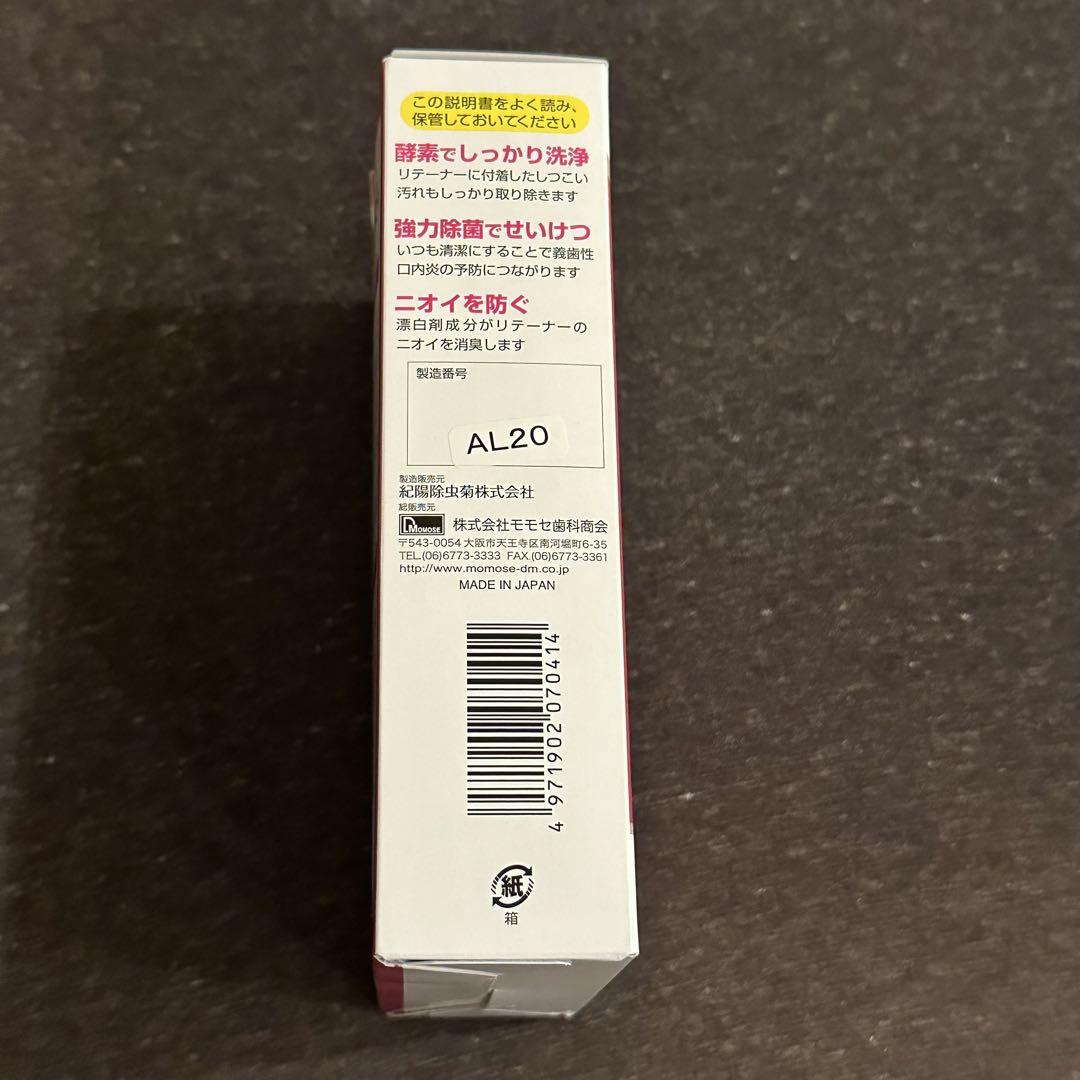 この説明書をよく読み、
保管しておいてください
酵素でしっかり洗浄
リテーナーに付着したしつこい
汚れもしっかり取り除きます
強力除菌でせいけつ
いつも清潔にすることで義歯性
口内炎の予防につながります
ニオイを防ぐ
漂白剤成分がリテーナーの
ニオイを消臭します
製造番号
AL20
製造販売元
紀陽除虫菊株式会社
総販売元
DMOMOSE 株式会社モモセ歯科商会
〒543-0054 大阪市天王寺区南河堀町6-35
TEL.(06)6773-3333 FAX.(06)6773-3361
http://www.momose-dm.co.jp
MADE IN JAPAN
4 971902 070414
紙
箱